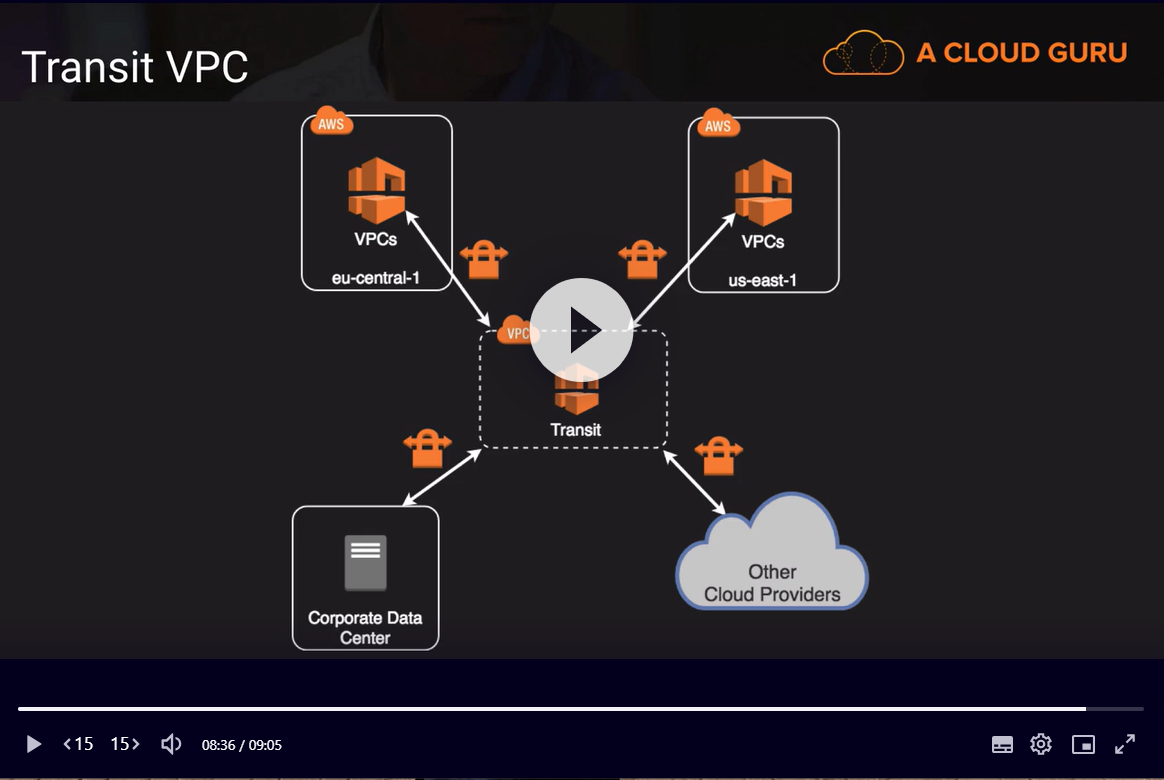 Transit VPC
A CLOUD GURU
AWS
AWS
VPCs
VPCs
eu-central-1
us-east-1
VPC
Transit
Other
Cloud Providers
Corporate Data
Center
<15 15> 08:36 / 09:05